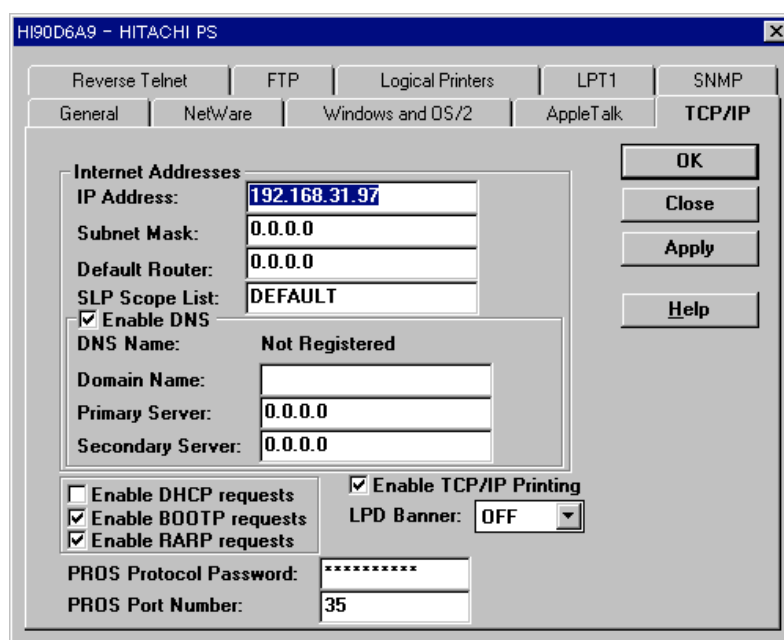 HI90D6A9 - HITACHI PS
Reverse Telnet FTP Logical Printers LPT1 SNMP
General NetWare Windows and OS/2 AppleTalk TCP/IP
Internet Addresses
IP Address: 192.168.31.97
Subnet Mask: 0.0.0.0
Default Router: 0.0.0.0
SLP Scope List: DEFAULT
Enable DNS
DNS Name: Not Registered
Domain Name:
Primary Server: 0.0.0.0
Secondary Server: 0.0.0.0
Enable DHCP requests
Enable BOOTP requests
Enable RARP requests
Enable TCP/IP Printing
LPD Banner: OFF
PROS Protocol Password: **********
PROS Port Number: 35
OK
Close
Apply
Help